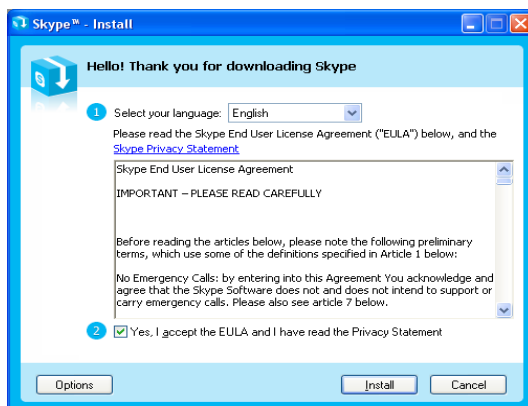 Skype™ - Install
Hello! Thank you for downloading Skype
1 Select your language: English
Please read the Skype End User License Agreement ("EULA") below, and the
Skype Privacy Statement
Skype End User License Agreement
IMPORTANT – PLEASE READ CAREFULLY
Before reading the articles below, please note the following preliminary
terms, which use some of the definitions specified in Article 1 below:
No Emergency Calls: by entering into this Agreement You acknowledge and
agree that the Skype Software does not and does not intend to support or
carry emergency calls. Please also see article 7 below.
2 Yes, I accept the EULA and I have read the Privacy Statement
Options Install Cancel